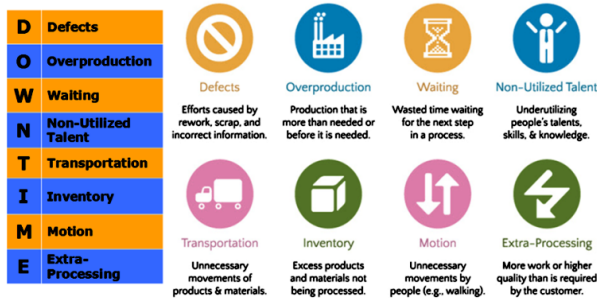 D Defects
O Overproduction
W Waiting
N Non-Utilized
Talent
T Transportation
I Inventory
M Motion
E Extra-
Processing
Defects
Efforts caused by
rework, scrap, and
incorrect information.
Overproduction
Production that is
more than needed or
before it is needed.
Waiting
Wasted time waiting
for the next step
in a process.
Non-Utilized Talent
Underutilizing
people's talents,
skills, & knowledge.
Transportation
Unnecessary
movements of
products & materials.
Inventory
Excess products
and materials not
being processed.
Motion
Unnecessary
movements by
people (e.g., walking).
Extra-Processing
More work or higher
quality than is required
by the customer.